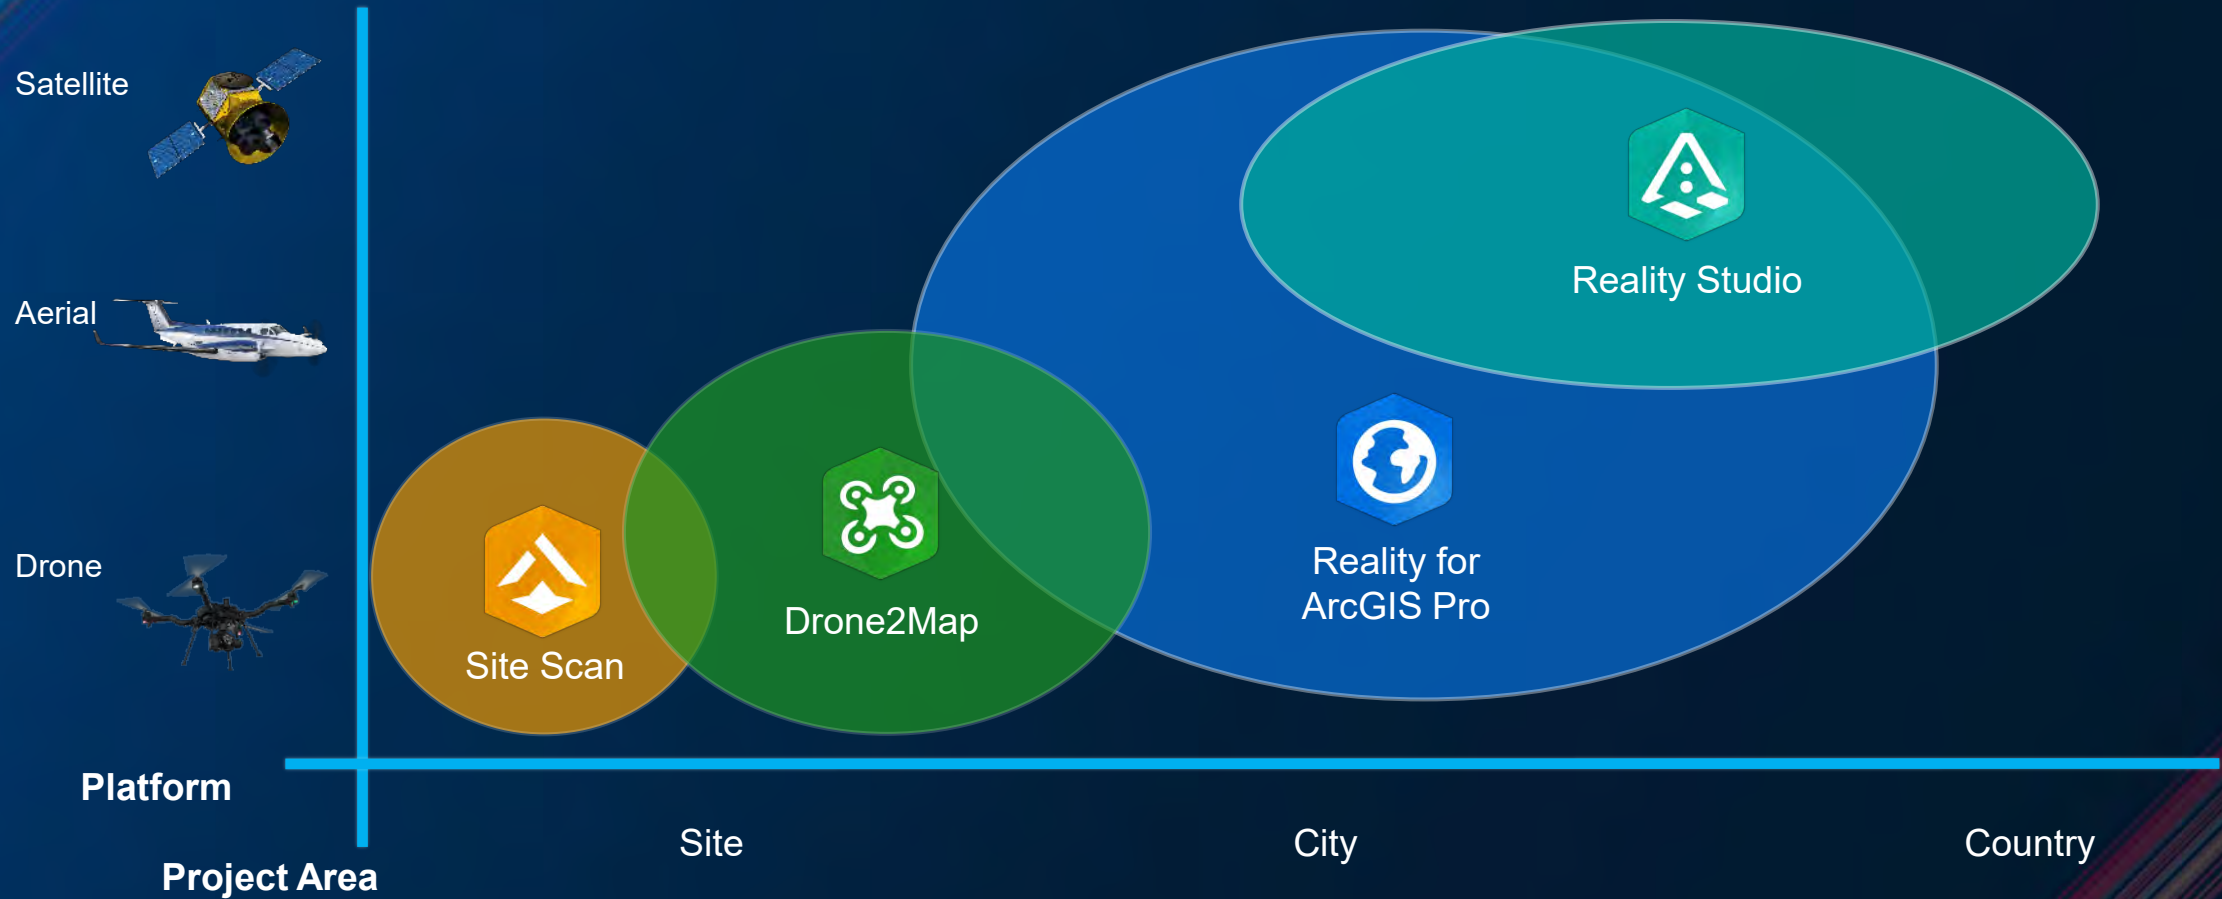 Satellite
Aerial
Drone
Reality Studio
Reality for
ArcGIS Pro
Drone2Map
Site Scan
Platform
Project Area
Site
City
Country